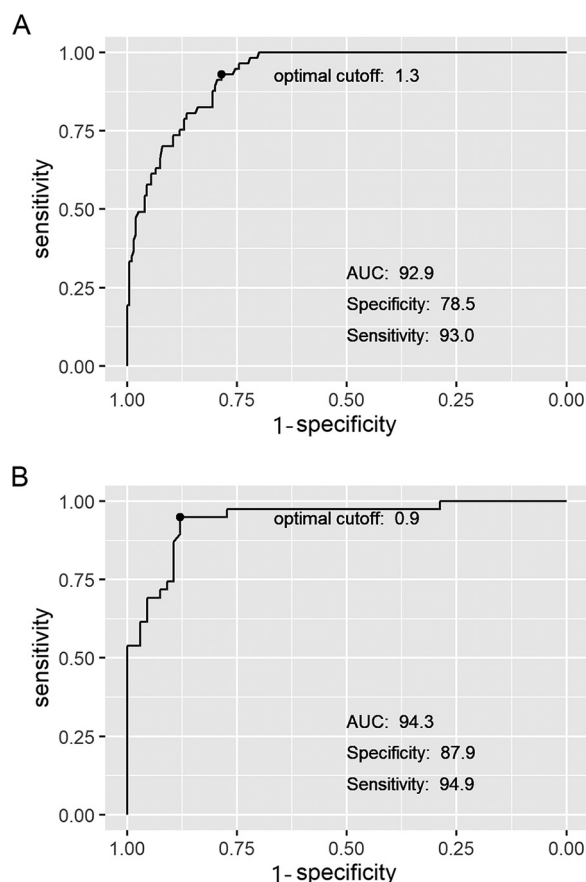 A
1.00
optimal cutoff: 1.3
0.75
sensitivity
0.50
AUC: 92.9
0.25
Specificity: 78.5
Sensitivity: 93.0
0.00
1.00 0.75 0.50 0.25 0.00
1-specificity
B
1.00
optimal cutoff: 0.9
0.75
sensitivity
0.50
AUC: 94.3
0.25
Specificity: 87.9
Sensitivity: 94.9
0.00
1.00 0.75 0.50 0.25 0.00
1-specificity